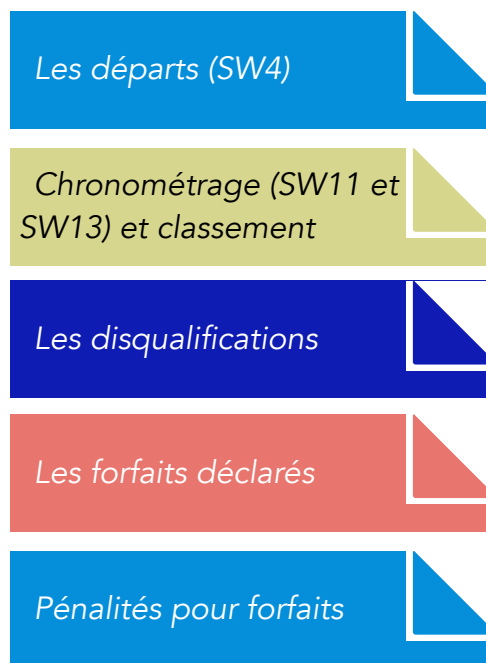 Les départs (SW4)
Chronométrage (SW11 et
SW13) et classement
Les disqualifications
Les forfaits déclarés
Pénalités pour forfaits